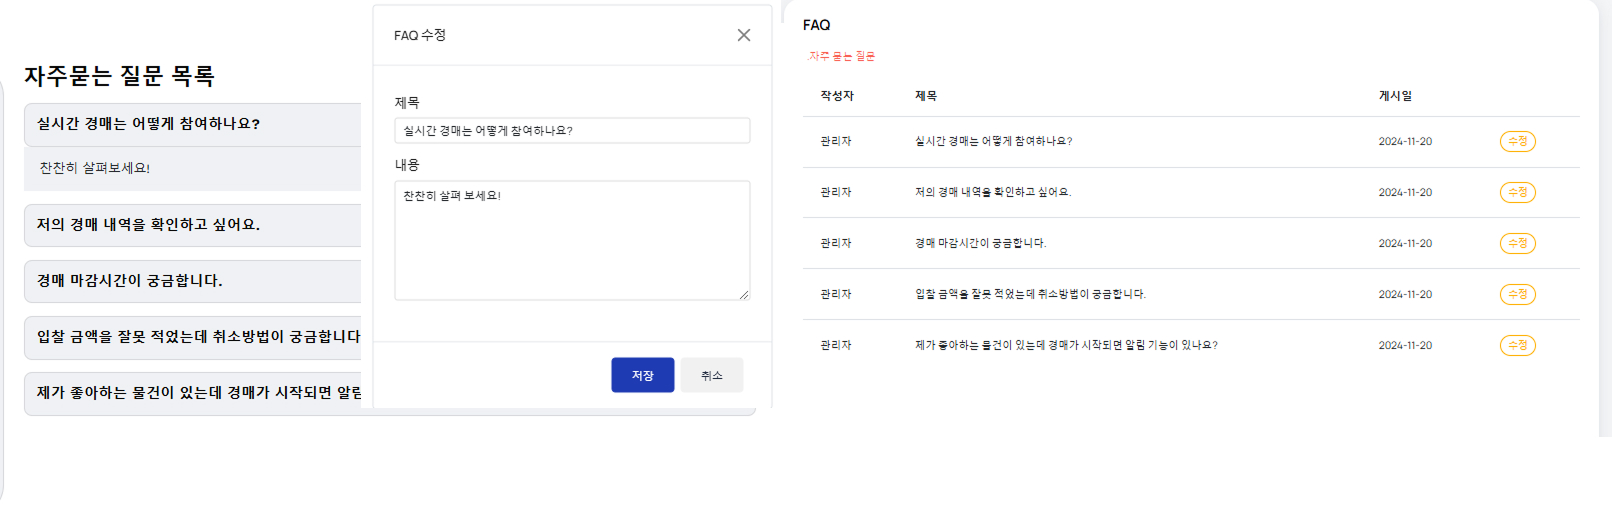 자주묻는 질문 목록
실시간 경매는 어떻게 참여하나요?
찬찬히 살펴보세요!
저의 경매 내역을 확인하고 싶어요.
경매 마감시간이 궁금합니다.
입찰 금액을 잘못 적었는데 취소방법이 궁금합니다
제가 좋아하는 물건이 있는데 경매가 시작되면 알림
FAQ 수정
제목
실시간 경매는 어떻게 참여하나요?
내용
찬찬히 살펴 보세요!
저장 취소
FAQ
.자주 묻는 질문
작성자 제목 게시일
관리자 실시간 경매는 어떻게 참여하나요? 2024-11-20 수정
관리자 저의 경매 내역을 확인하고 싶어요. 2024-11-20 수정
관리자 경매 마감시간이 궁금합니다. 2024-11-20 수정
관리자 입찰 금액을 잘못 적었는데 취소방법이 궁금합니다. 2024-11-20 수정
관리자 제가 좋아하는 물건이 있는데 경매가 시작되면 알림 기능이 있나요? 2024-11-20 수정